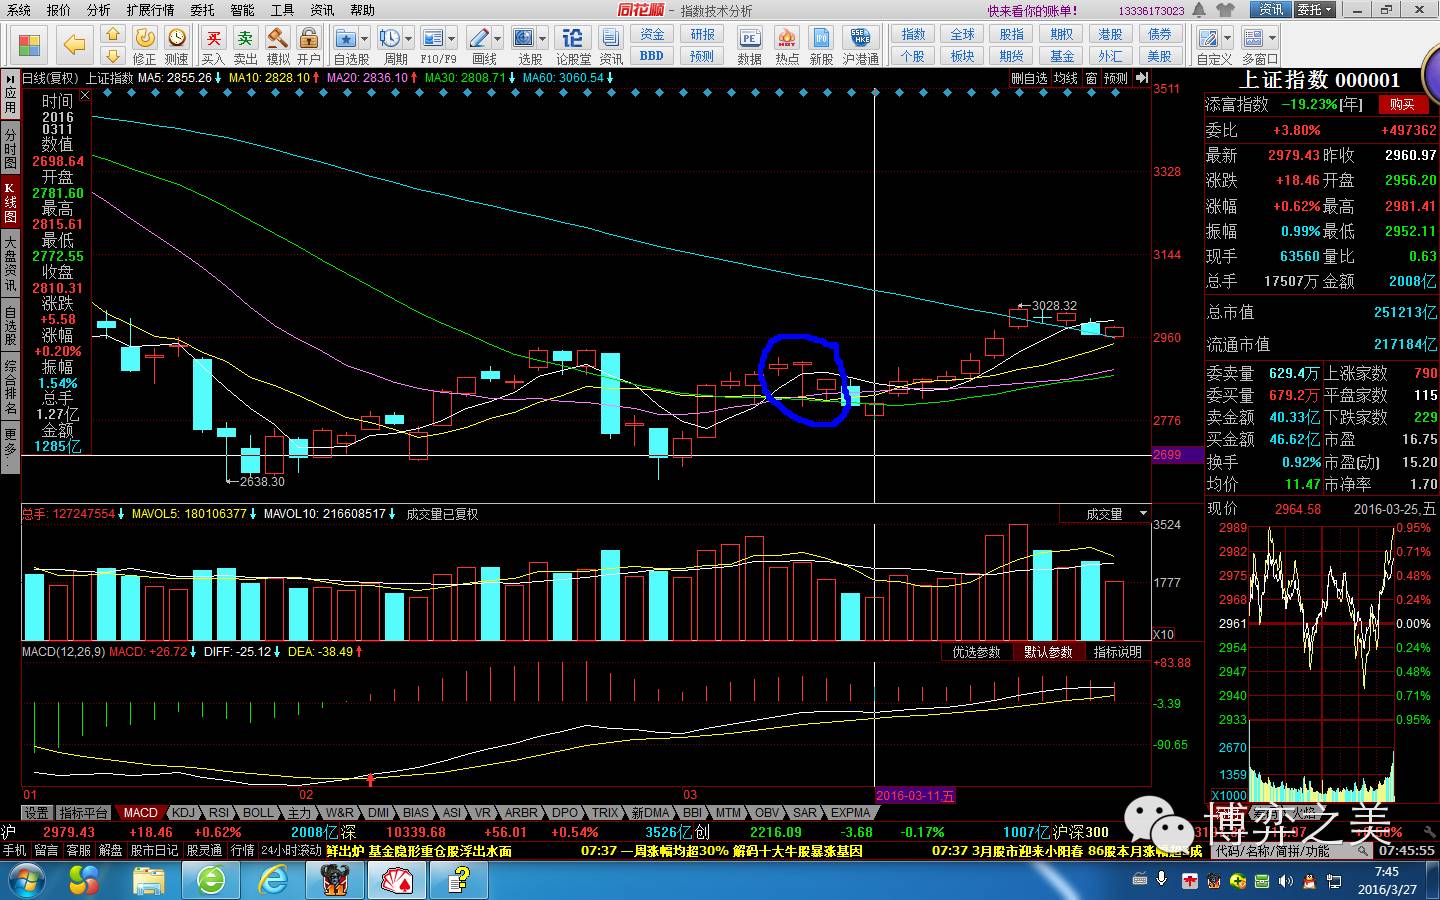 系统 报价 分析 扩展行情 委托 智能 工具 资讯 帮助
同花顺 - 指数技术分析
快来看你的账单! 13336173023 资讯 委托
修正 测速 买入 卖出 模拟 开户 自选股 周期 F10/F9 画线 选股 论股堂 资讯 热点 新股 沪港通 自定义 多窗口
资金 研报 指数 全球 股指 期权 港股 债券
BBD 预测 个股 板块 期货 基金 外汇 美股
日线(复权) 上证指数 MA5: 2855.26↓ MA10: 2828.10↑ MA20: 2836.10↑ MA30: 2808.71↓ MA60: 3060.54↓
删自选 均线 窗 预测
应用
分时图
K线图
大盘资讯
自选股
综合排名
更多
时间
2016
0311
数值
2698.64
开盘
2781.60
最高
2815.61
最低
2772.55
收盘
2810.31
涨跌
+5.58
涨幅
+0.20%
振幅
1.54%
总手
1.27亿
金额
1285亿
3511
3328
3144
2960
2776
2699
3028.32
2638.30
总手: 127247554↓ MAVOL5: 180106377↓ MAVOL10: 216608517↓ 成交量已复权
成交量
3524
1777
X10
MACD(12,26,9) MACD: +26.72↓ DIFF: -25.12↓ DEA: -38.49↑
优选参数 默认参数 指标说明
+83.88
-3.39
-90.65
01 02 03 2016-03-11,五
设置 指标平台 MACD KDJ RSI BOLL 主力 W&R DMI BIAS ASI VR ARBR DPO TRIX 新DMA BBI MTM OBV SAR EXPMA
上证指数 000001
添富指数 -19.23%[年] 购买
委比 +3.80% +497362
最新 2979.43 昨收 2960.97
涨跌 +18.46 开盘 2956.20
涨幅 +0.62% 最高 2981.41
振幅 0.99% 最低 2952.11
现手 63560 量比 0.63
总手 17507万 金额 2008亿
总市值 251213亿
流通市值 217184亿
委卖量 629.4万 上涨家数 790
委买量 679.2万 平盘家数 115
卖金额 40.33亿 下跌家数 229
买金额 46.62亿 市盈 16.75
换手 0.92% 市盈(动) 15.20
均价 11.47 市净率 1.70
现价 2964.58 2016-03-25,五
2989 0.95%
2982 0.71%
2975 0.48%
2968 0.24%
2961 0.00%
2954 0.24%
2947 0.48%
2940 0.71%
2933 0.95%
2670
1359
X1000
博弈之美
沪 2979.43 +18.46 +0.62% 2008亿 深 10339.68 +56.01 +0.54% 3526亿 创 2216.09 -3.68 -0.17% 1007亿 沪深300
手机 留言 客服 解盘 股市日记 股灵通 行情 24小时滚动 鲜出炉 基金隐形重仓股浮出水面 07:37 一周涨幅均超30% 解码十大牛股暴涨基因 07:37 3月股市迎来小阳春 86股本月涨幅超5成
代码/名称/简拼/功能 07:45:55
7:45
2016/3/27